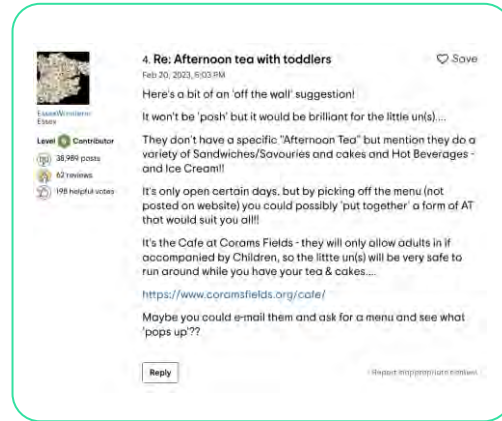 4. Re: Afternoon tea with toddlers
Save
Feb 20, 2023, 6:03 PM
Essex
Level Contributor
38,989 posts
62 reviews
198 helpful votes
Here's a bit of an 'off the wall' suggestion!
It won't be 'posh' but it would be brilliant for the little un(s)....
They don't have a specific "Afternoon Tea" but mention they do a
variety of Sandwiches/Savouries and cakes and Hot Beverages -
and Ice Cream!!
It's only open certain days, but by picking off the menu (not
posted on website) you could possibly 'put together' a form of AT
that would suit you all!!
It's the Cafe at Corams Fields - they will only allow adults in if
accompanied by Children, so the little un(s) will be very safe to
run around while you have your tea & cakes....
https://www.coramsfields.org/cafe/
Maybe you could e-mail them and ask for a menu and see what
'pops up'??
Reply
Report inappropriate content